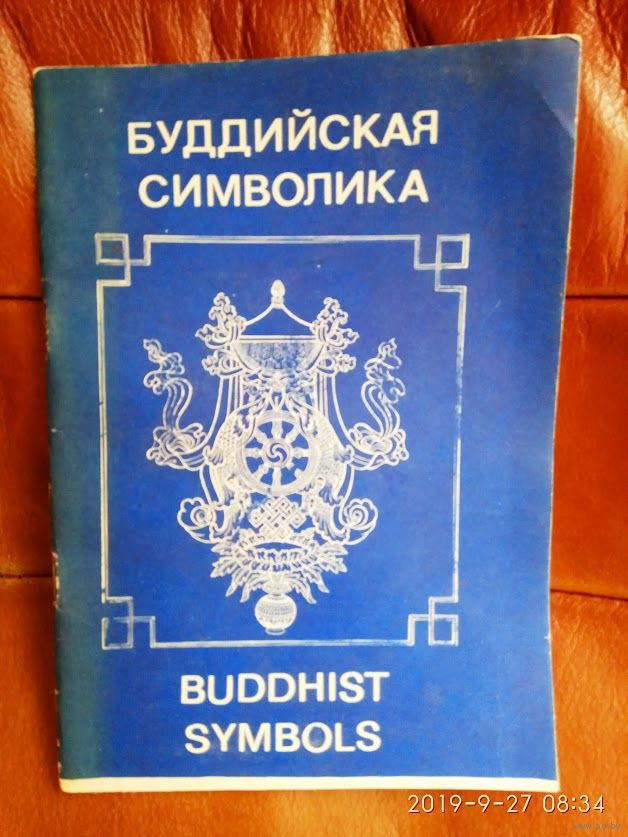 БУДДИЙСКАЯ
СИМВОЛИКА
BUDDHIST
SYMBOLS
2019-9-27 08:34